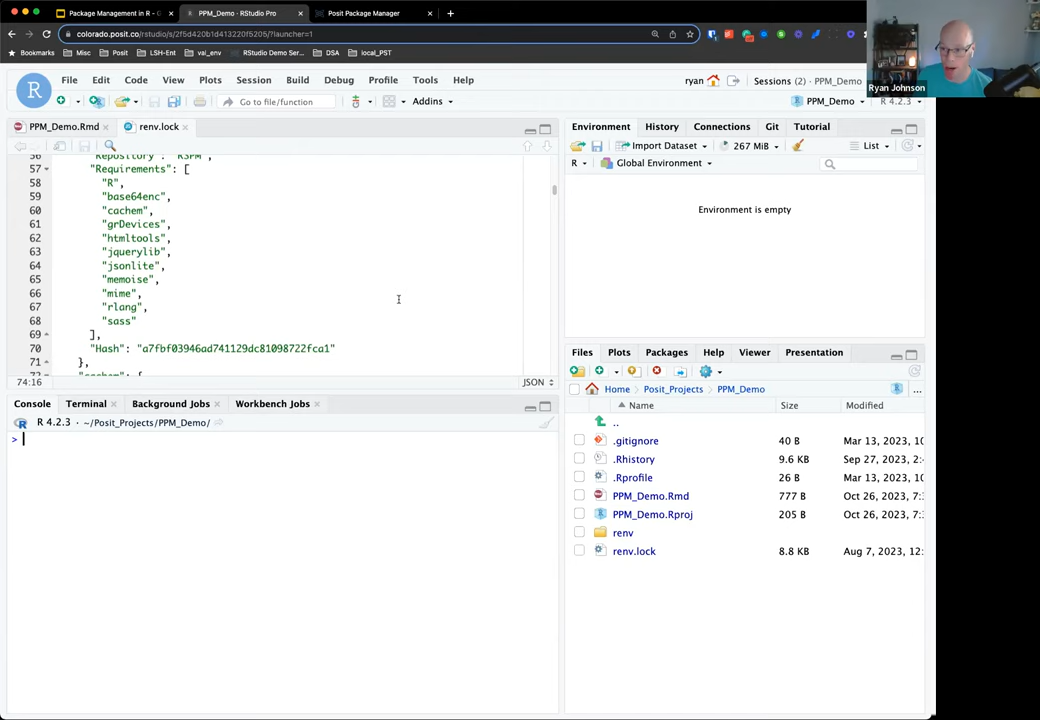 Package Management in R - G
PPM_Demo - RStudio Pro
Posit Package Manager
colorado.posit.co/rstudio/s/2f5d420b1d413220f5205/?launcher=1
Bookmarks
Misc
Posit
LSH-Ent
val_env
RStudio Demo Ser...
DSA
local_PST
R
File
Edit
Code
View
Plots
Session
Build
Debug
Profile
Tools
Help
ryan
Sessions (2)
PPM_Demo
Ryan Johnson
Go to file/function
Addins
PPM_Demo
R 4.2.3
PPM_Demo.Rmd
renv.lock
56 "Repository": "RSPM",
57 "Requirements": [
58 "R",
59 "base64enc",
60 "cachem",
61 "grDevices",
62 "htmltools",
63 "jquerylib",
64 "jsonlite",
65 "memoise",
66 "mime",
67 "rlang",
68 "sass"
69 ],
70 "Hash": "a7fbf03946ad741129dc81098722fca1"
71 },
72 "cachem": {
74:16
JSON
Console
Terminal
Background Jobs
Workbench Jobs
R 4.2.3 · ~/Posit_Projects/PPM_Demo/
>
Environment
History
Connections
Git
Tutorial
Import Dataset
267 MiB
List
R
Global Environment
Environment is empty
Files
Plots
Packages
Help
Viewer
Presentation
Home
Posit_Projects
PPM_Demo
...
Name
Size
Modified
..
.gitignore 40 B Mar 13, 2023, 10
.Rhistory 9.6 KB Sep 27, 2023, 2:
.Rprofile 26 B Mar 13, 2023, 10
PPM_Demo.Rmd 777 B Oct 26, 2023, 7:
PPM_Demo.Rproj 205 B Oct 26, 2023, 7:
renv
renv.lock 8.8 KB Aug 7, 2023, 12: